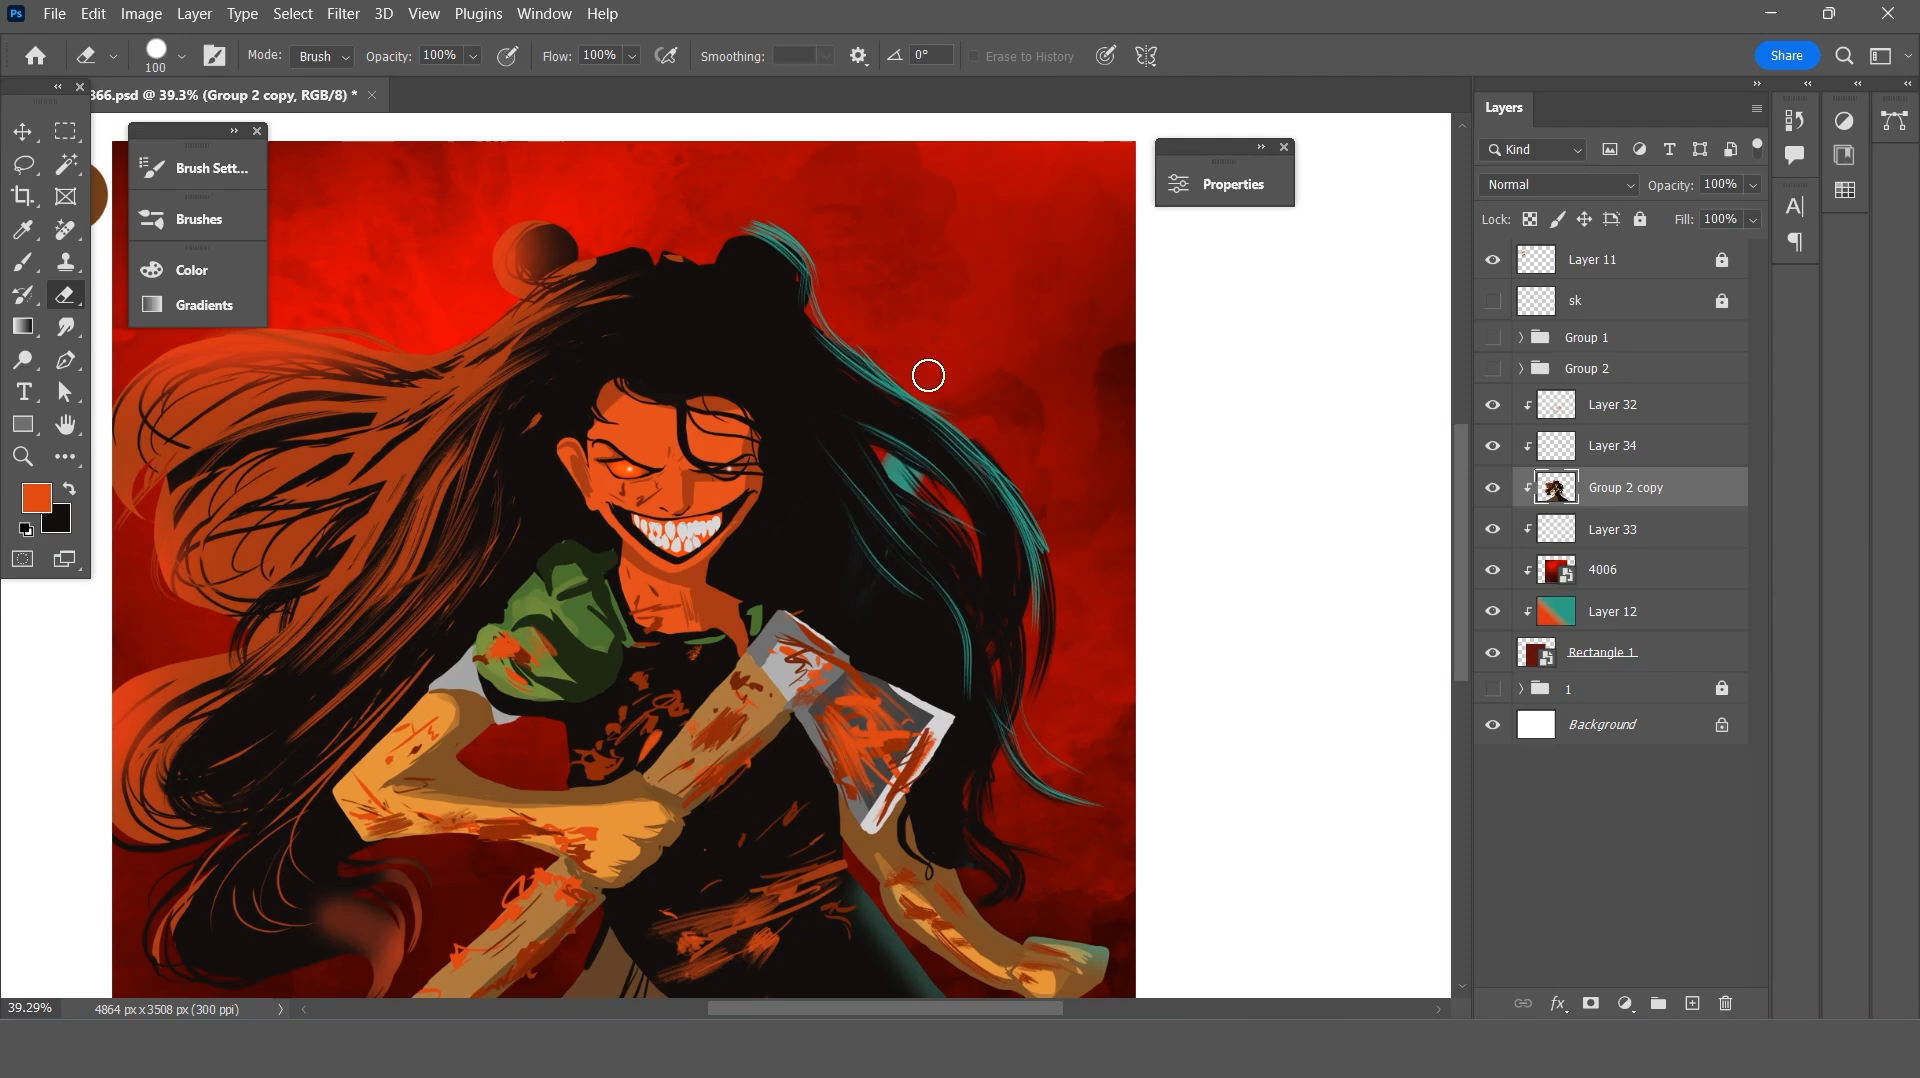 Ps File Edit Image Layer Type Select Filter 3D View Plugins Window Help
100 Mode: Brush Opacity: 100% Flow: 100% Smoothing: 0° Erase to History Share
366.psd @ 39.3% (Group 2 copy, RGB/8) *
Brush Sett...
Brushes
Color
Gradients
Properties
Layers
Kind
Normal Opacity: 100%
Lock: Fill: 100%
Layer 11
sk
Group 1
Group 2
Layer 32
Layer 34
Group 2 copy
Layer 33
4006
Layer 12
Rectangle 1
1
Background
39.29% 4864 px x 3508 px (300 ppi)